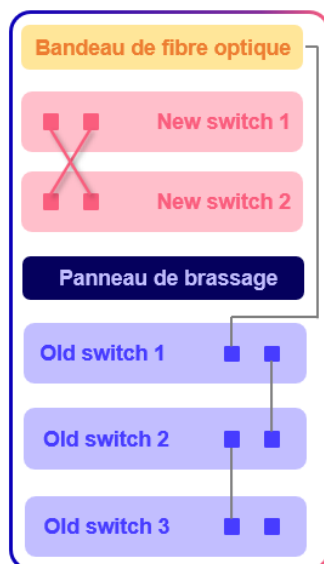 Bandeau de fibre optique
New switch 1
New switch 2
Panneau de brassage
Old switch 1
Old switch 2
Old switch 3